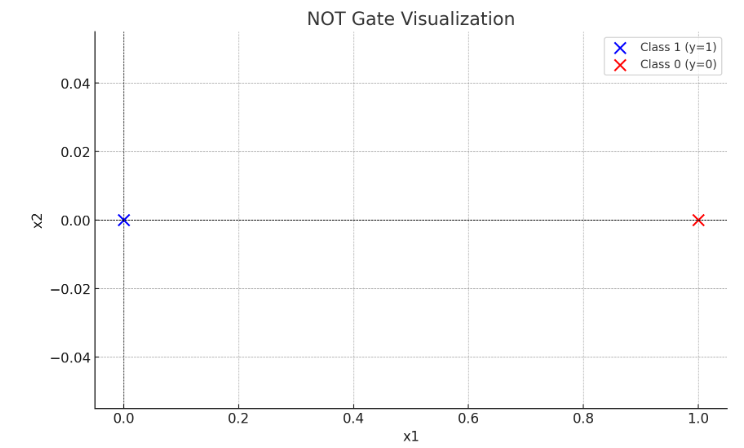 NOT Gate Visualization
Class 1 (y=1)
Class 0 (y=0)
0.04
0.02
0.00
−0.02
−0.04
x2
0.0 0.2 0.4 0.6 0.8 1.0
x1